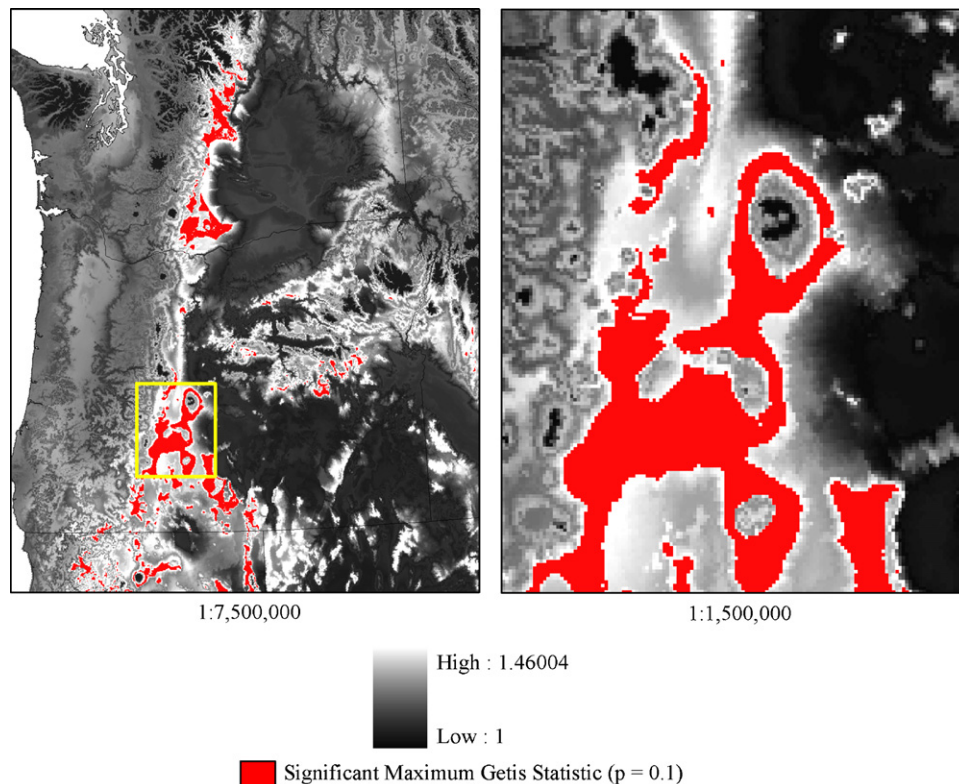 1:7,500,000
1:1,500,000
High : 1.46004
Low : 1
Significant Maximum Getis Statistic (p = 0.1)